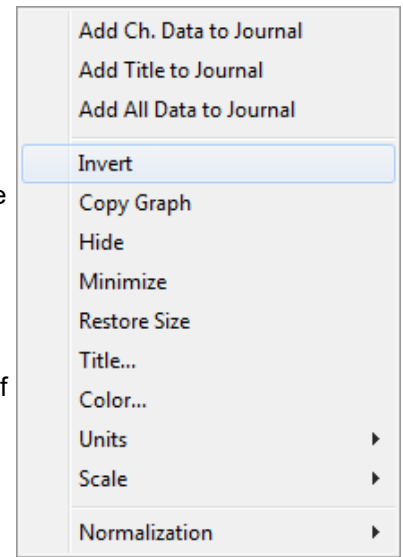 Add Ch. Data to Journal
Add Title to Journal
Add All Data to Journal
Invert
e
Copy Graph
Hide
Minimize
Restore Size
Title...
f
Color...
Units
Scale
Normalization